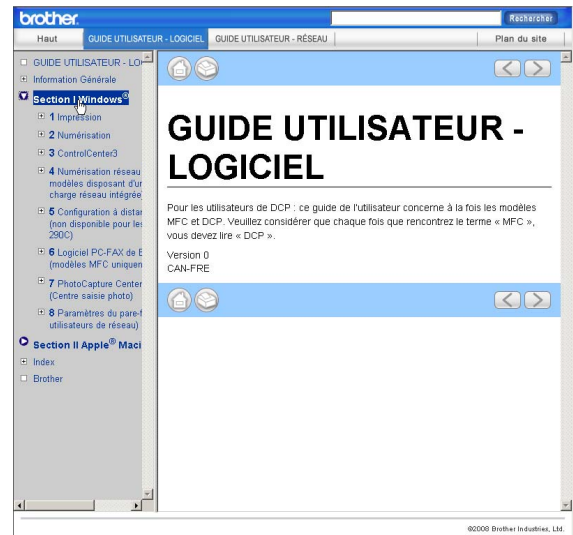 brother.
Rechercher
Haut
GUIDE UTILISATEUR - LOGICIEL
GUIDE UTILISATEUR - RÉSEAU
Plan du site
GUIDE UTILISATEUR - LO
Information Générale
Section I Windows®
1 Impression
2 Numérisation
3 ControlCenter3
4 Numérisation réseau
modèles disposant d'un
charge réseau intégrée
5 Configuration à distan
(non disponible pour les
290C)
6 Logiciel PC-FAX de B
(modèles MFC uniquen
7 PhotoCapture Center
(Centre saisie photo)
8 Paramètres du pare-f
utilisateurs de réseau)
Section II Apple® Maci
Index
Brother
GUIDE UTILISATEUR -
LOGICIEL
Pour les utilisateurs de DCP : ce guide de l'utilisateur concerne à la fois les modèles
MFC et DCP. Veuillez considérer que chaque fois que rencontrez le terme « MFC »,
vous devez lire « DCP ».
Version 0
CAN-FRE
©2008 Brother Industries, Ltd.